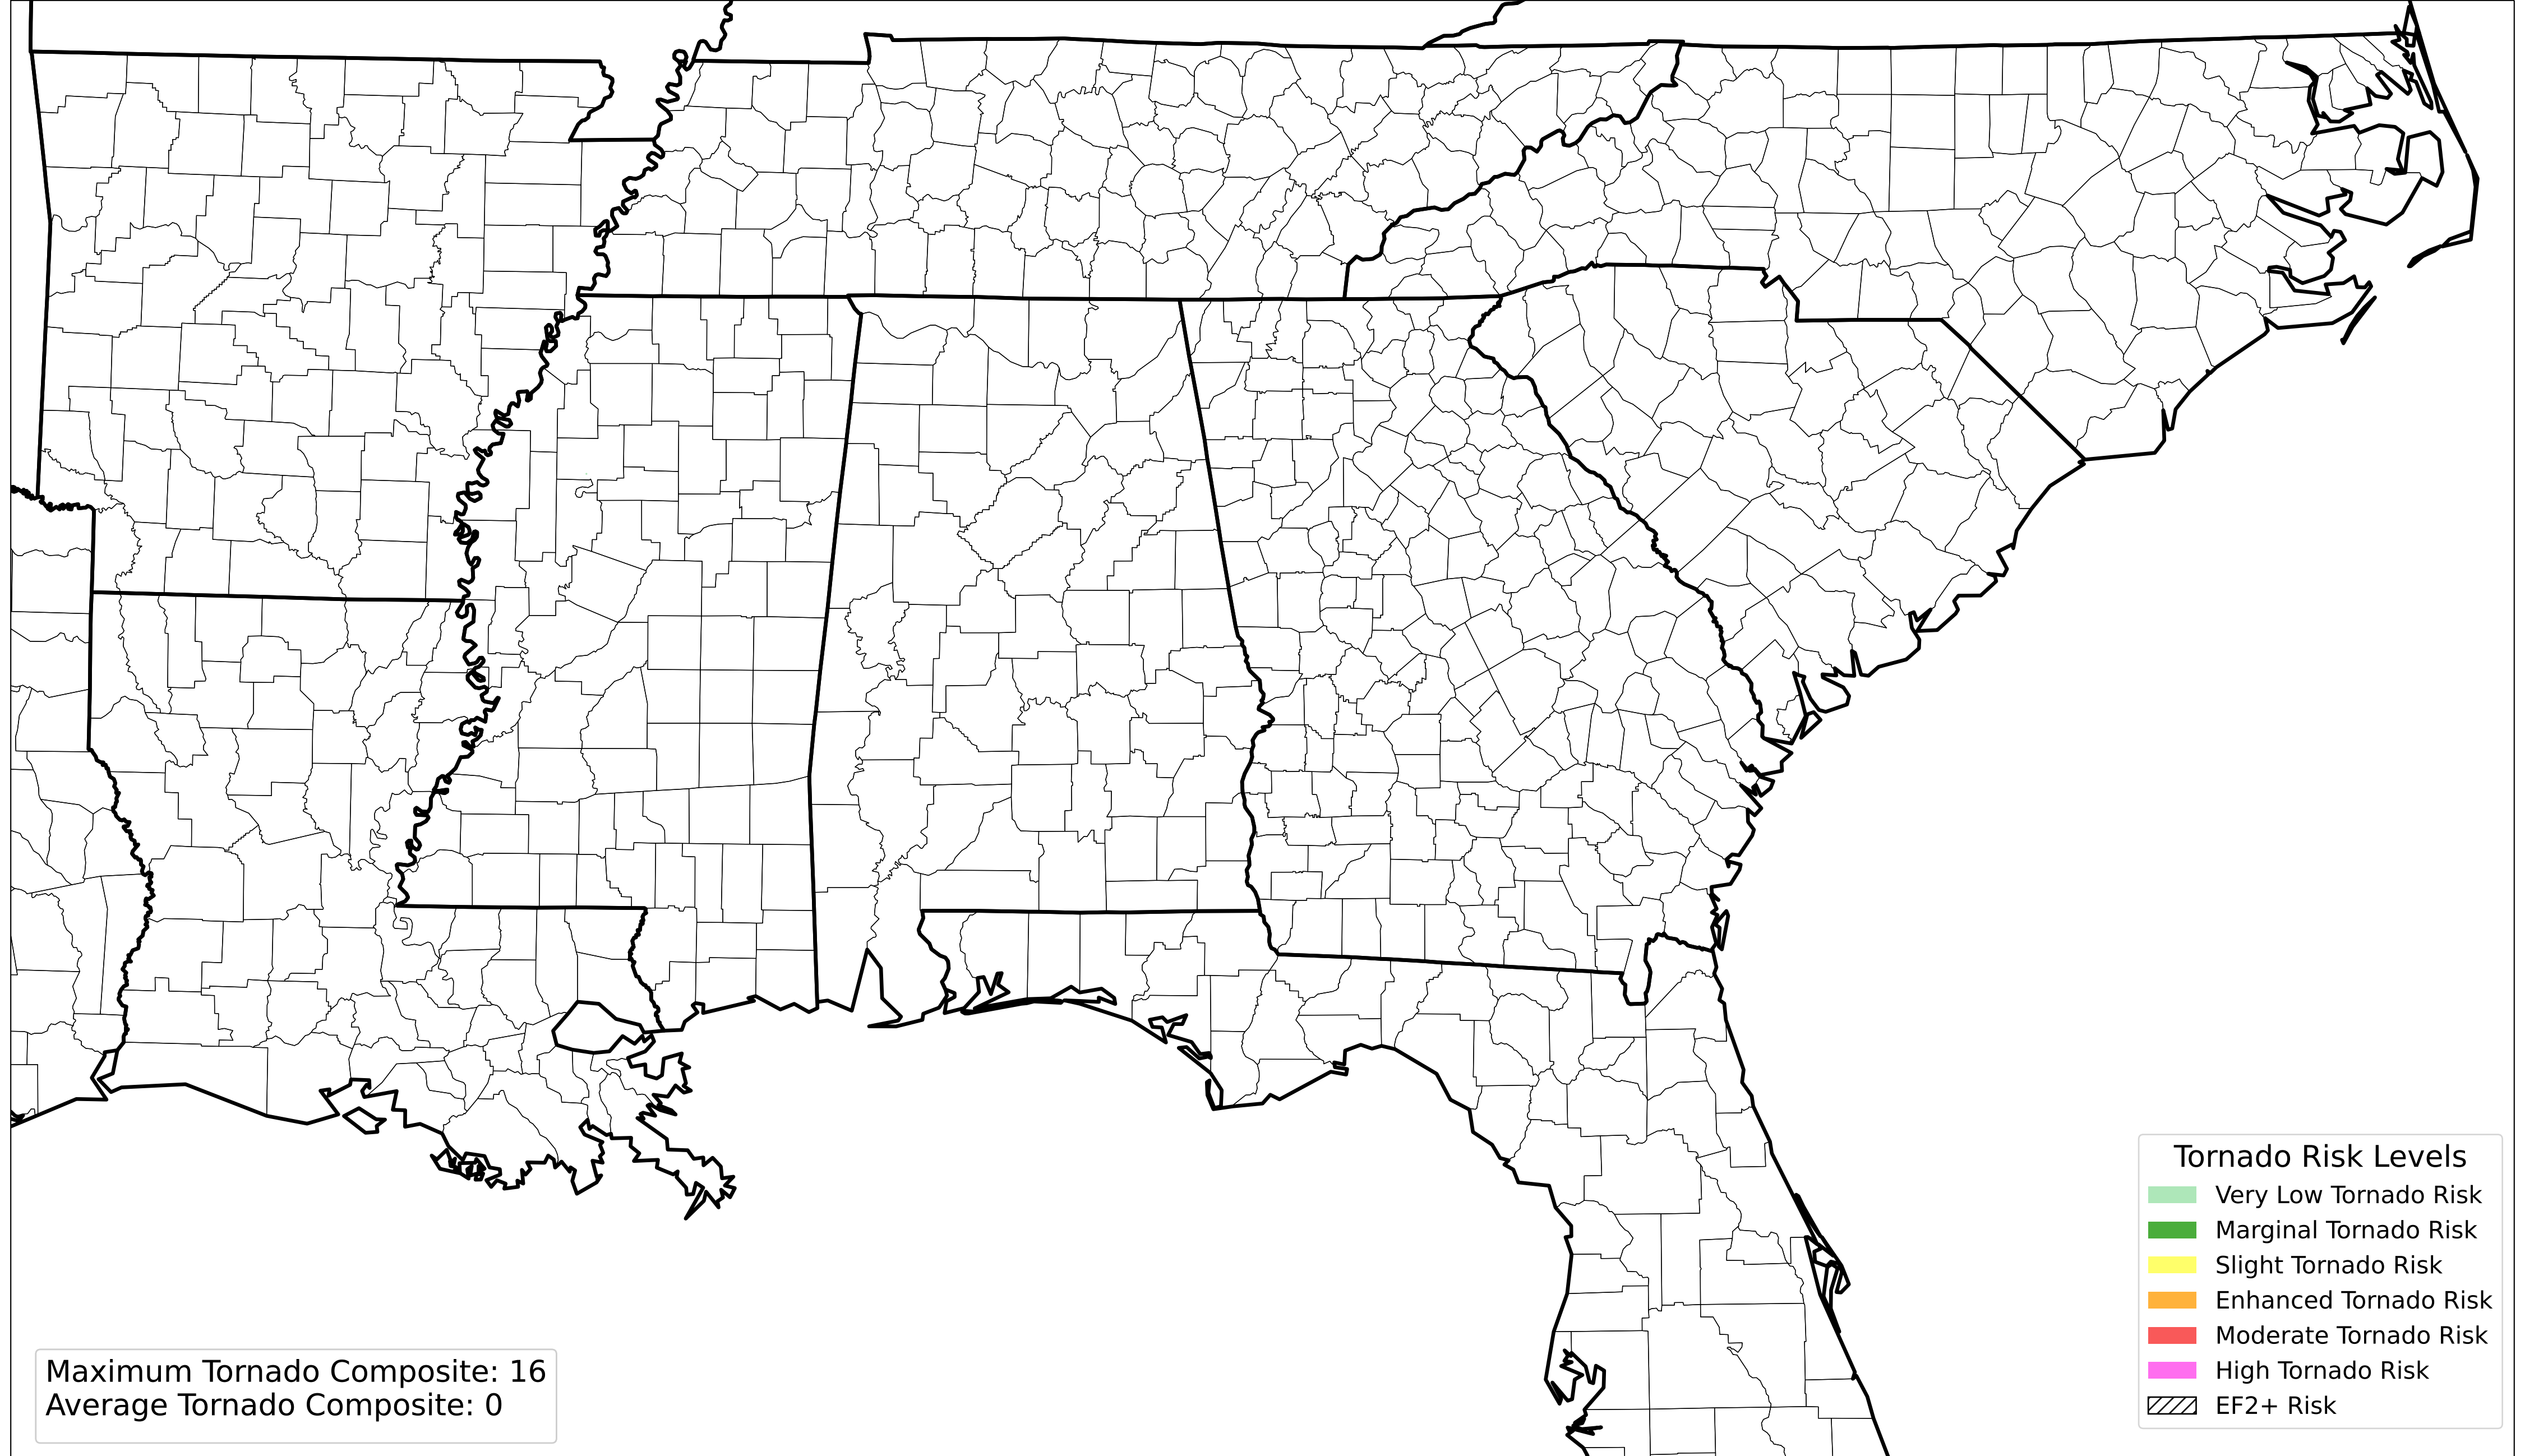 Tornado Risk Levels
Very Low Tornado Risk
Marginal Tornado Risk
Slight Tornado Risk
Enhanced Tornado Risk
Moderate Tornado Risk
High Tornado Risk
EF2+ Risk
Maximum Tornado Composite: 16
Average Tornado Composite: 0